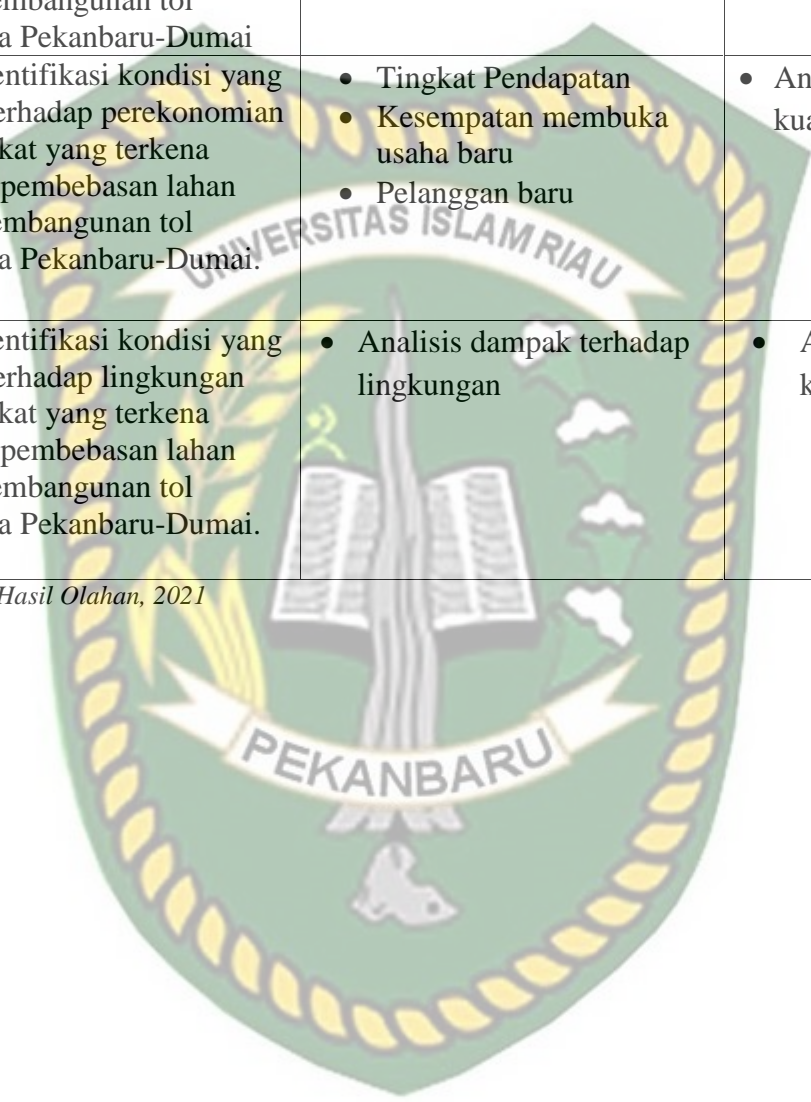 embangunan tol
a Pekanbaru-Dumai
entifikasi kondisi yang
erhadap perekonomian
kat yang terkena
pembebasan lahan
embangunan tol
a Pekanbaru-Dumai.
• Tingkat Pendapatan
• Kesempatan membuka
usaha baru
• Pelanggan baru
• An
kua
entifikasi kondisi yang
erhadap lingkungan
kat yang terkena
pembebasan lahan
embangunan tol
a Pekanbaru-Dumai.
• Analisis dampak terhadap
lingkungan
• A
k
Hasil Olahan, 2021
UNIVERSITAS ISLAM RIAU
PEKANBARU